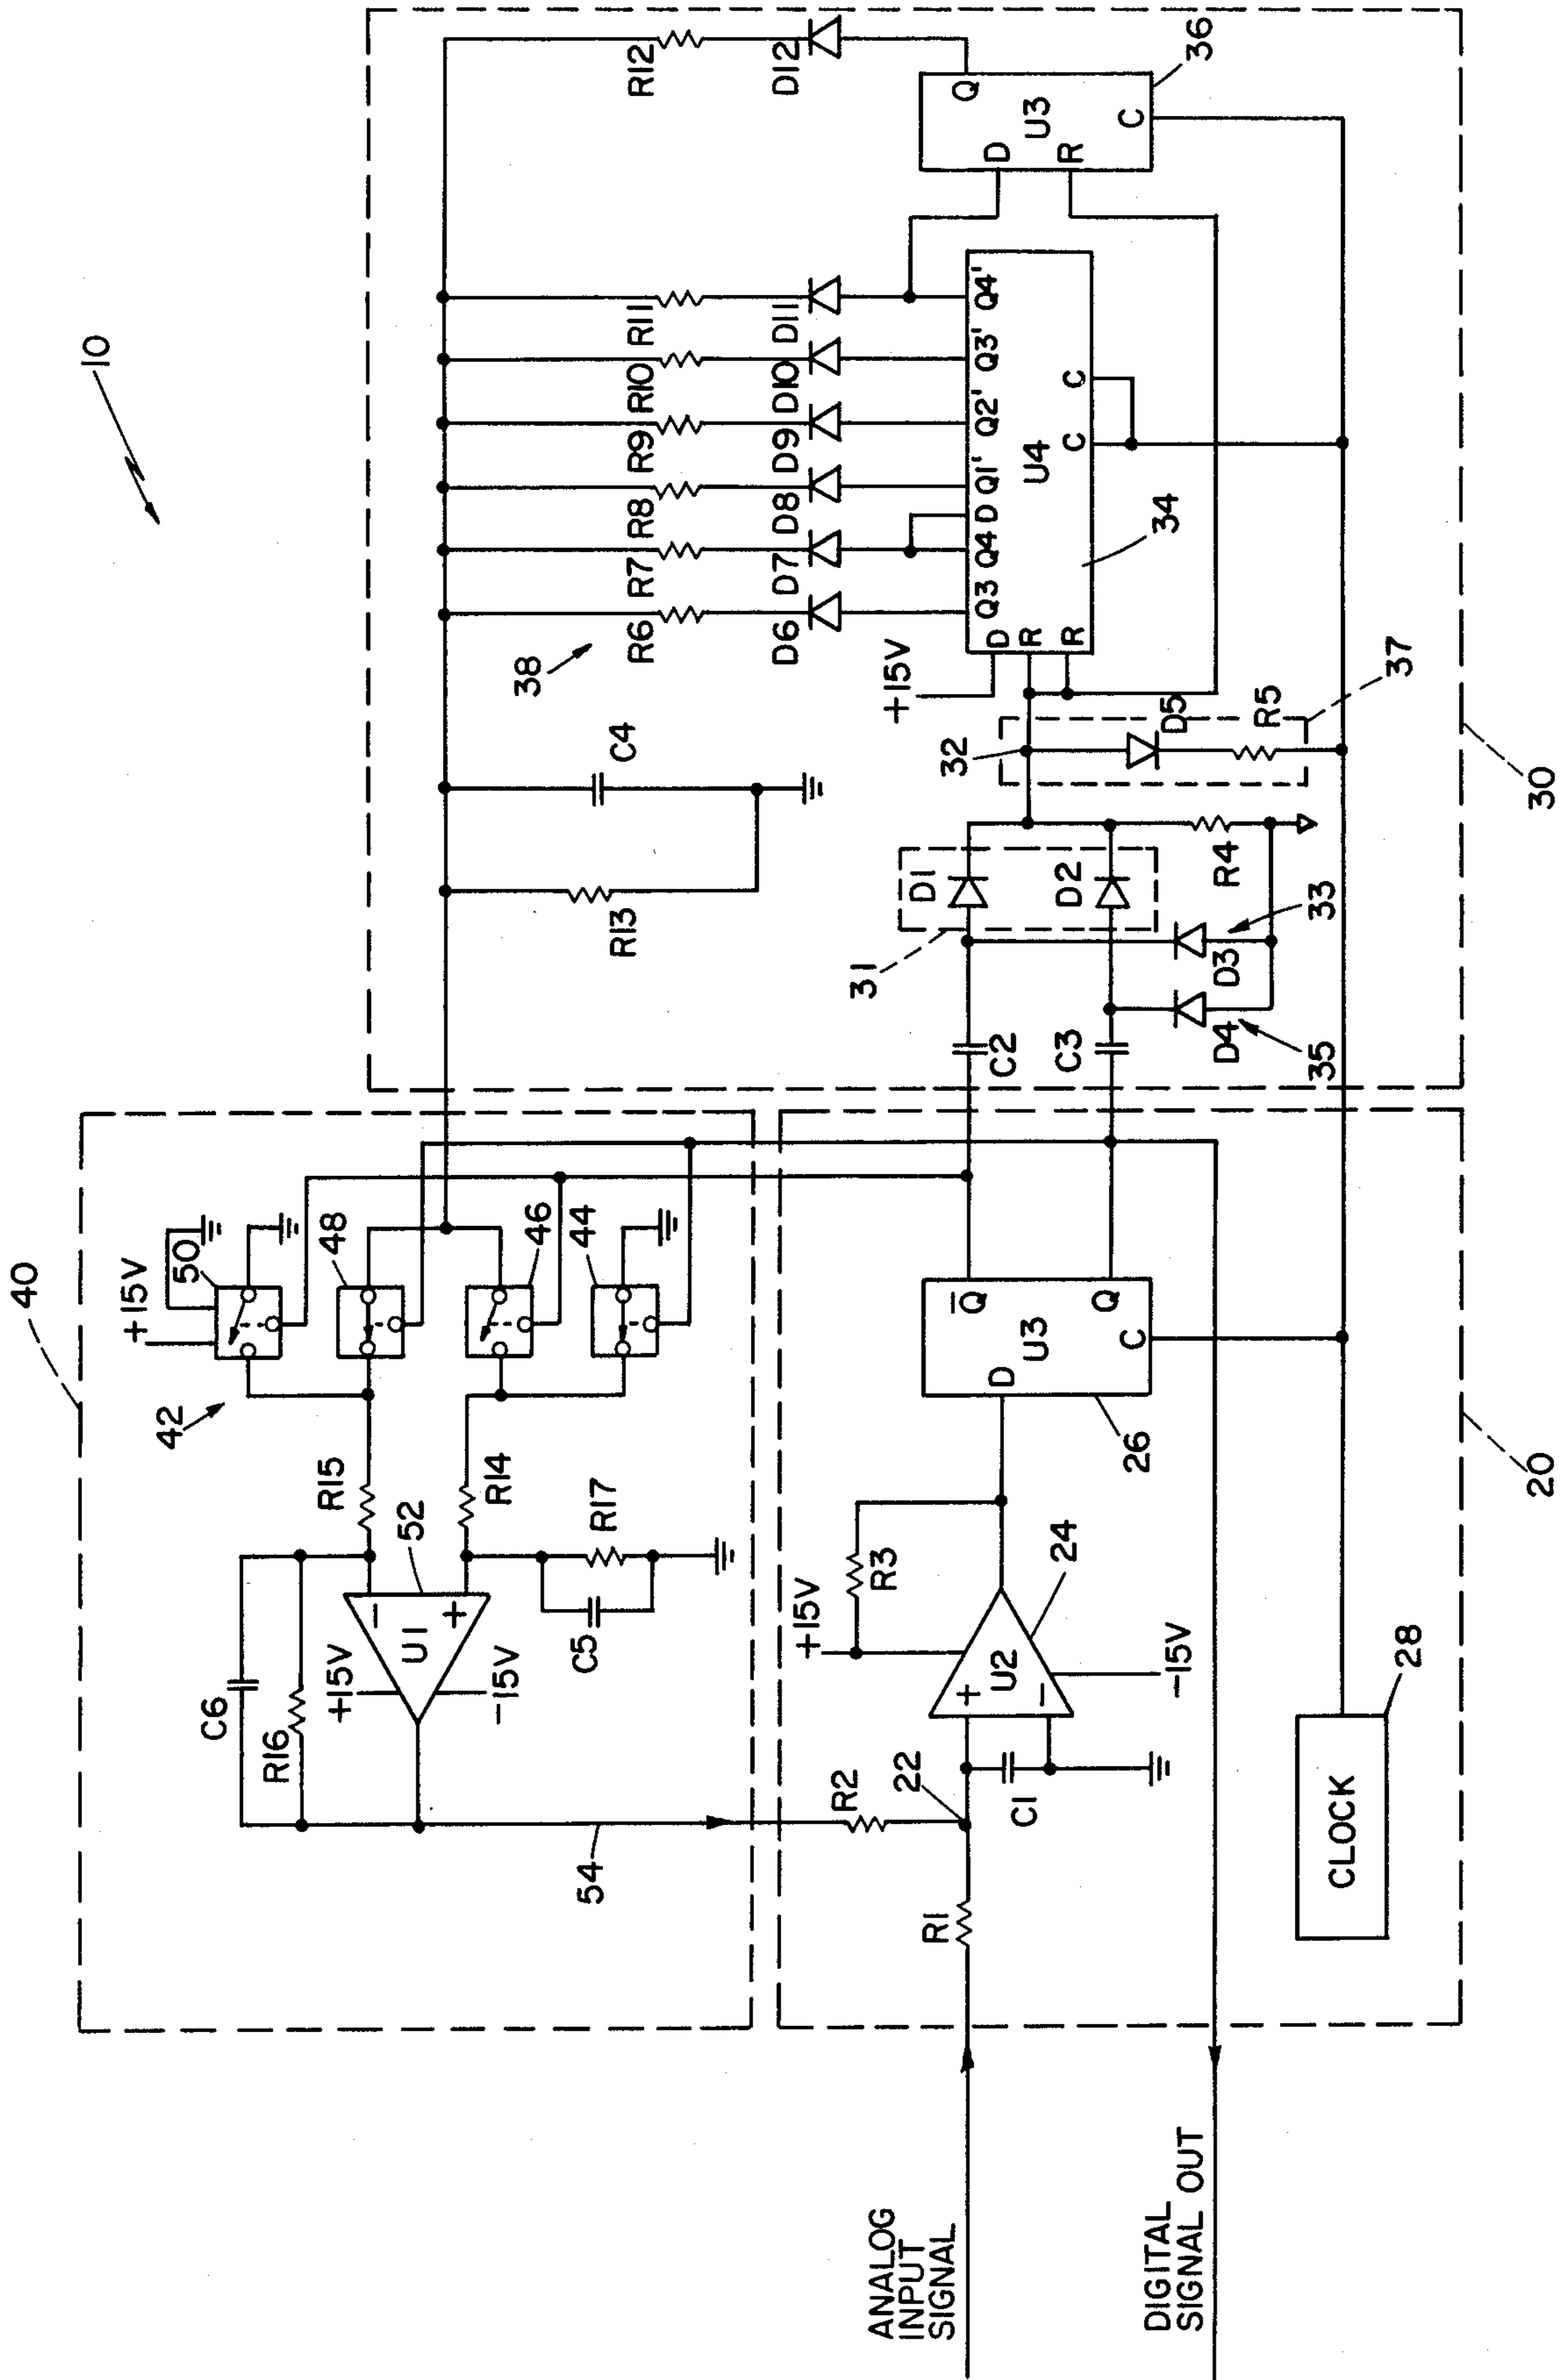 10
40
+15V
50
48
46
44
42
R15
R14
C6
R16
52
U1
-
+
+15V
-15V
C5
R17
54
R2
22
ANALOG
INPUT
SIGNAL
R1
C1
+15V
R3
U2
+
-
24
-15V
D
U3
Q
Q
C
26
CLOCK
28
20
DIGITAL
SIGNAL OUT
C2
C3
31
D1
D2
D3
33
D4
35
R4
R13
C4
32
D5
R5
37
30
38
R6
R7
R8
R9
R10
R11
R12
D6
D7
D8
D9
D10
D11
D12
+15V
D
R
R
Q3
Q4
D
Q1'
Q2'
Q3'
Q4'
U4
C
C
34
D
R
U3
Q
C
36